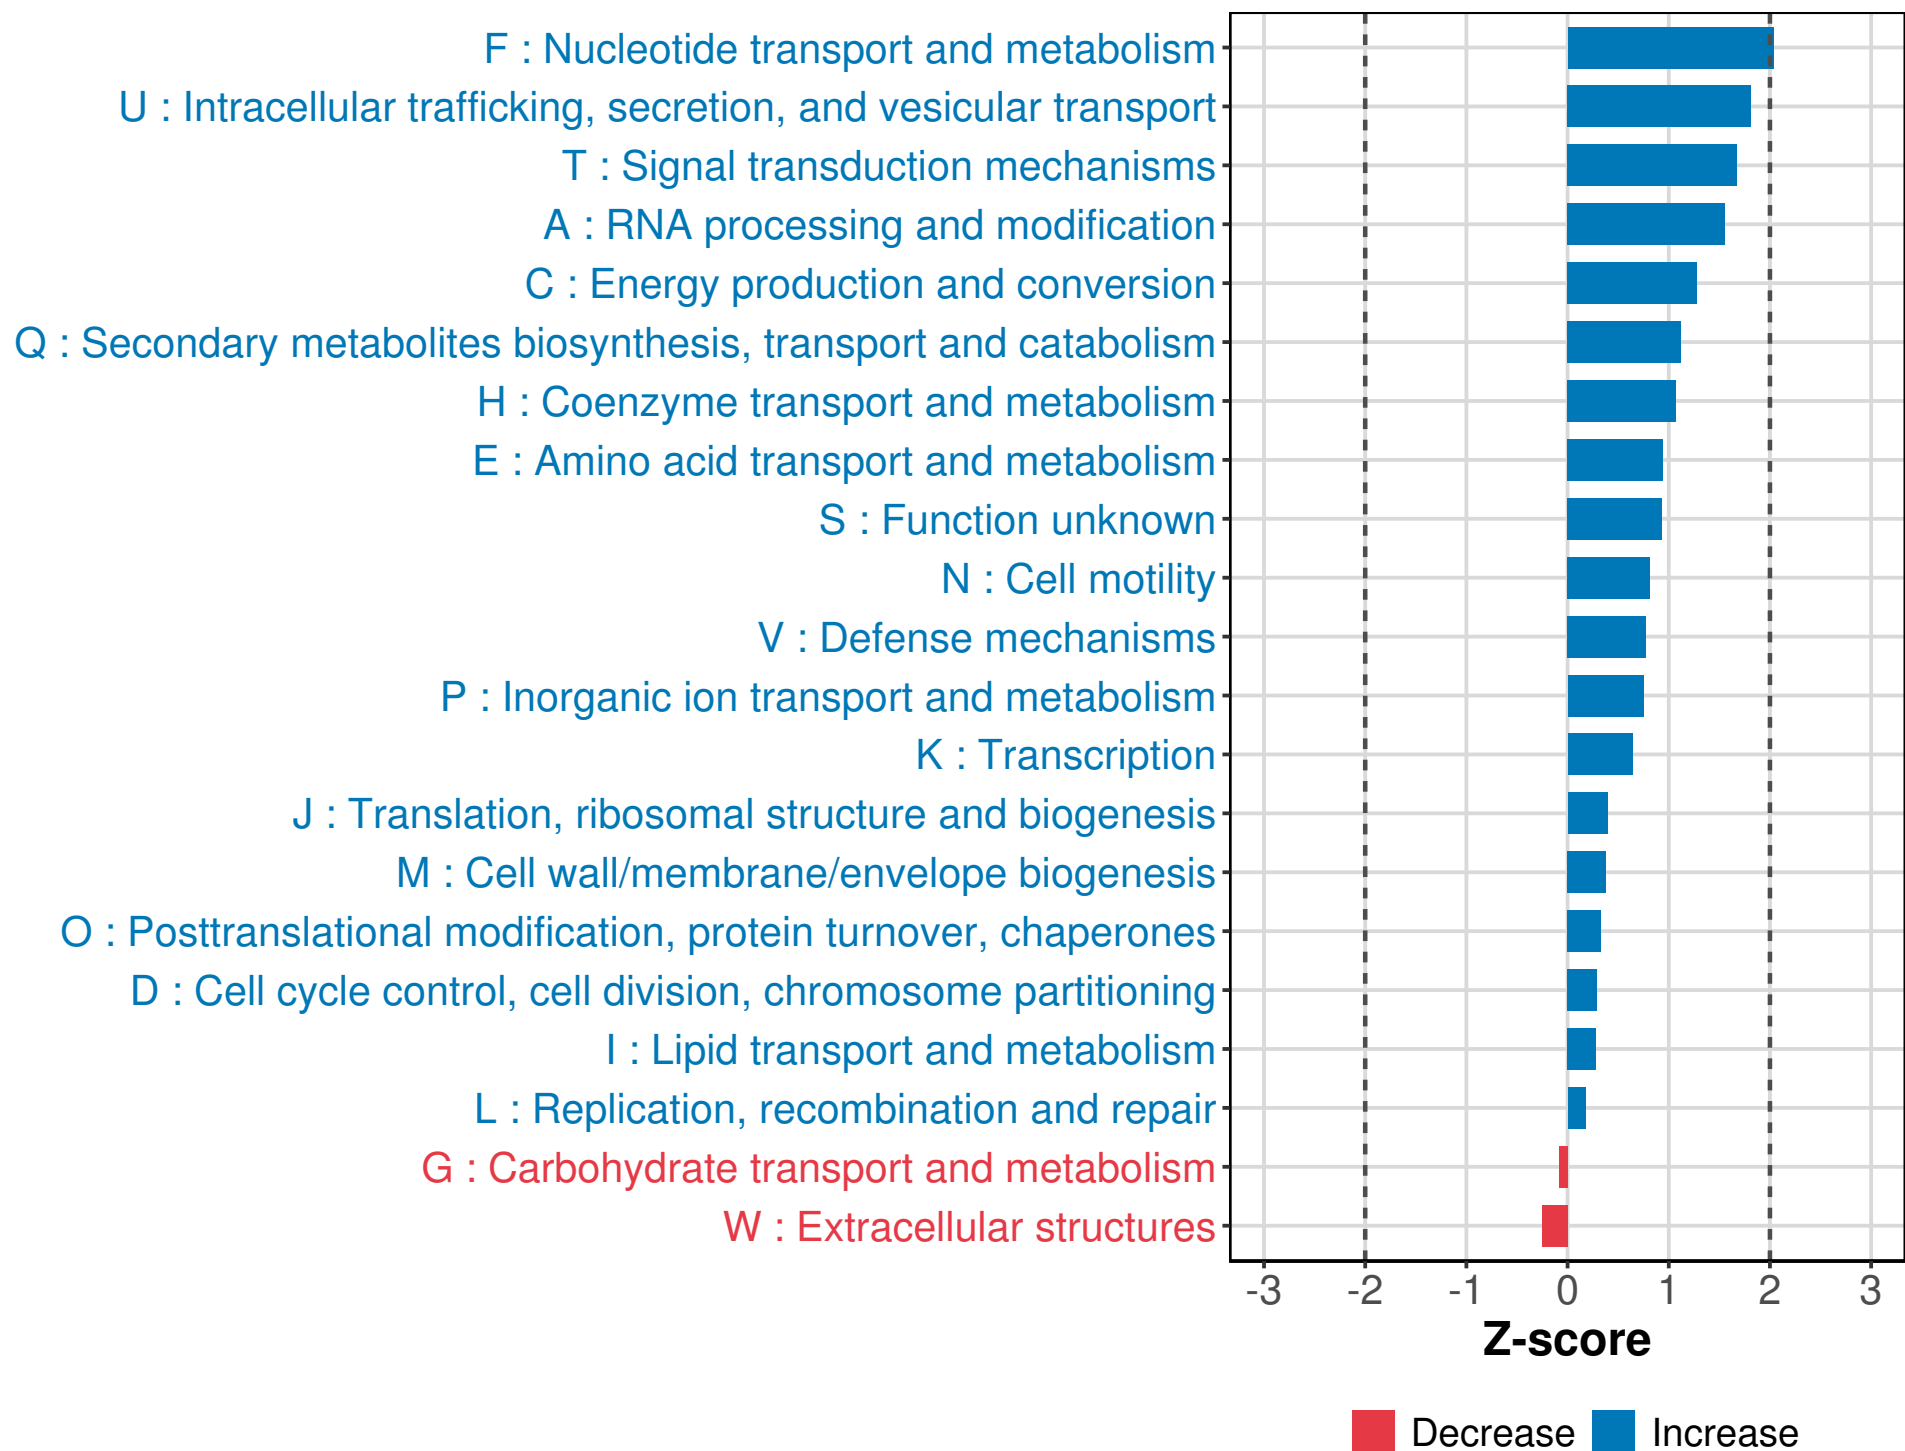 F : Nucleotide transport and metabolism
U : Intracellular trafficking, secretion, and vesicular transport
T : Signal transduction mechanisms
A : RNA processing and modification
C : Energy production and conversion
Q : Secondary metabolites biosynthesis, transport and catabolism
H : Coenzyme transport and metabolism
E : Amino acid transport and metabolism
S : Function unknown
N : Cell motility
V : Defense mechanisms
P : Inorganic ion transport and metabolism
K : Transcription
J : Translation, ribosomal structure and biogenesis
M : Cell wall/membrane/envelope biogenesis
O : Posttranslational modification, protein turnover, chaperones
D : Cell cycle control, cell division, chromosome partitioning
I : Lipid transport and metabolism
L : Replication, recombination and repair
G : Carbohydrate transport and metabolism
W : Extracellular structures
-3 -2 -1 0 1 2 3
Z-score
Decrease Increase